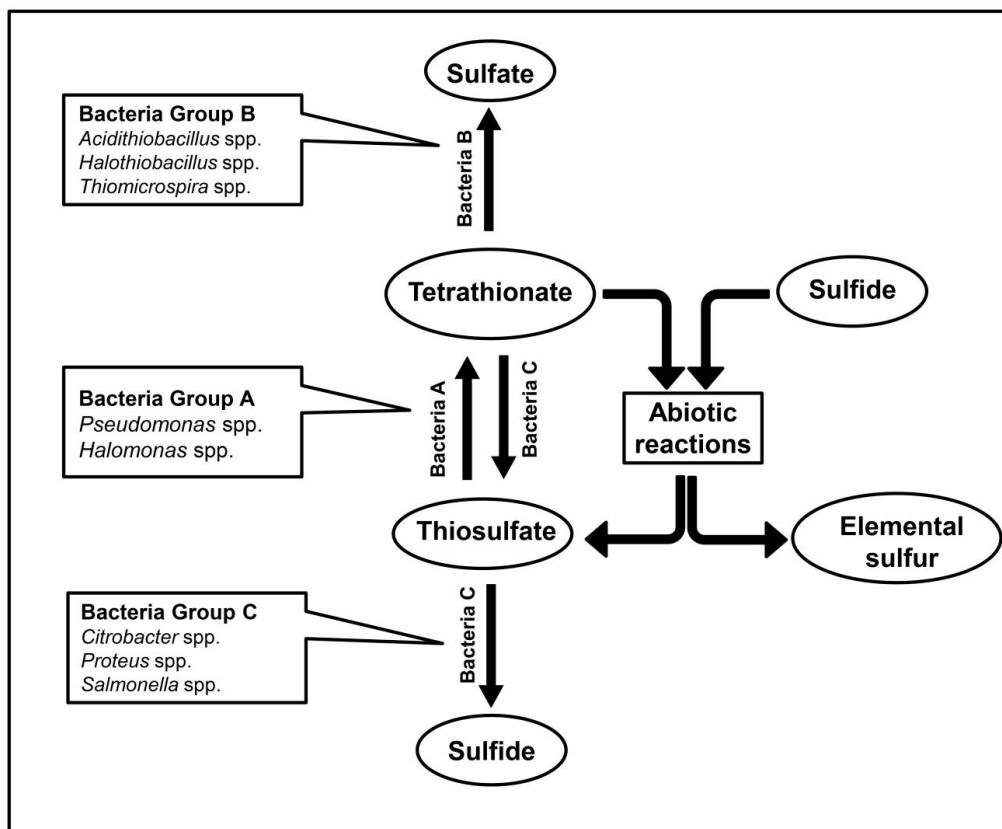 Sulfate
Bacteria Group B
Acidithiobacillus spp.
Halothiobacillus spp.
Thiomicrospira spp.
Bacteria B
Tetrathionate
Sulfide
Bacteria Group A
Pseudomonas spp.
Halomonas spp.
Bacteria A
Bacteria C
Abiotic
reactions
Thiosulfate
Elemental
sulfur
Bacteria Group C
Citrobacter spp.
Proteus spp.
Salmonella spp.
Bacteria C
Sulfide